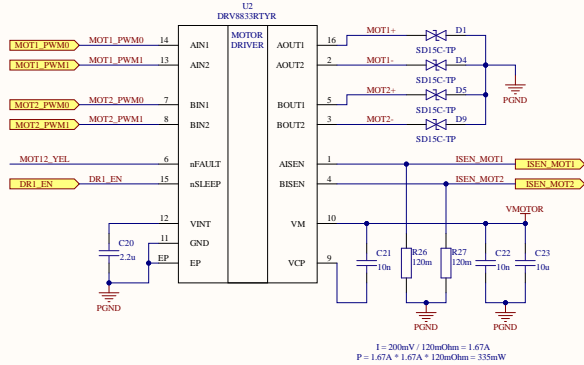 U2
DRV8833RTYR
MOTOR
DRIVER
MOT1_PWM0 MOT1_PWM0 14 AIN1 AOUT1 16 MOT1+ D1
SD15C-TP
MOT1_PWM1 MOT1_PWM1 13 AIN2 AOUT2 2 MOT1- D4
SD15C-TP
MOT2_PWM0 MOT2_PWM0 7 BIN1 BOUT1 5 MOT2+ D5
SD15C-TP
MOT2_PWM1 MOT2_PWM1 8 BIN2 BOUT2 3 MOT2- D9
SD15C-TP
PGND
MOT12_YEL 6 nFAULT AISEN 1 ISEN_MOT1 ISEN_MOT1
DR1_EN DR1_EN 15 nSLEEP BISEN 4 ISEN_MOT2 ISEN_MOT2
VMOTOR
12 VINT VM 10
11 GND
C20
2.2u
EP EP VCP 9
C21
10n
R26
120m
R27
120m
C22
10n
C23
10u
PGND
PGND
PGND
I = 200mV / 120mOhm = 1.67A
P = 1.67A * 1.67A * 120mOhm = 335mW